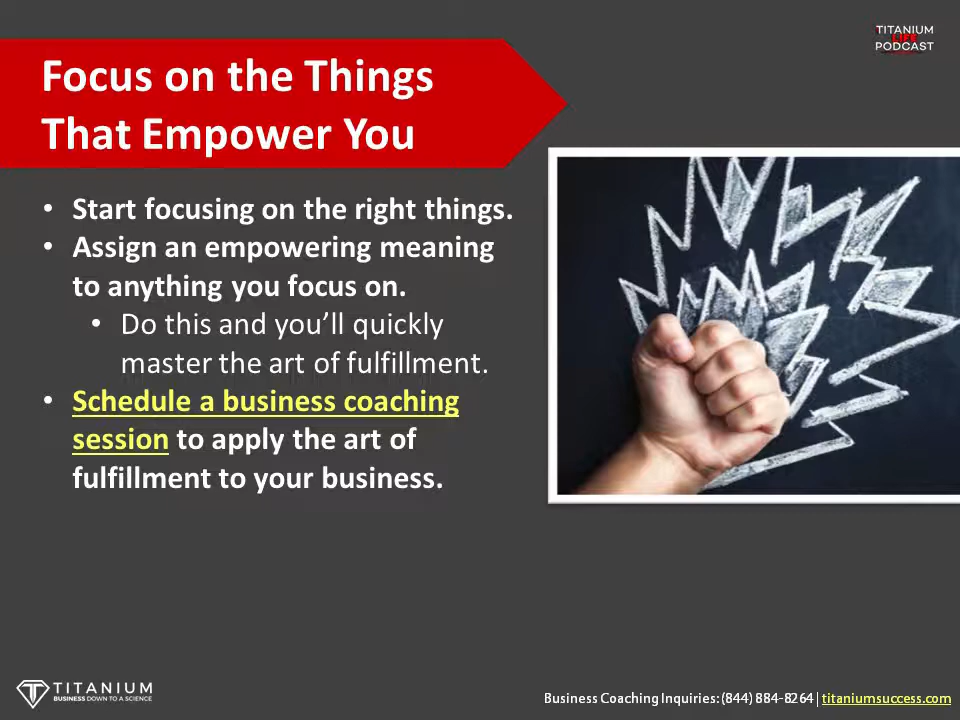 TITANIUM
LIFE
PODCAST
Focus on the Things
That Empower You
• Start focusing on the right things.
• Assign an empowering meaning
to anything you focus on.
• Do this and you’ll quickly
master the art of fulfillment.
• Schedule a business coaching
session to apply the art of
fulfillment to your business.
TITANIUM
BUSINESS DOWN TO A SCIENCE
Business Coaching Inquiries: (844) 884-8264 | titaniumsuccess.com